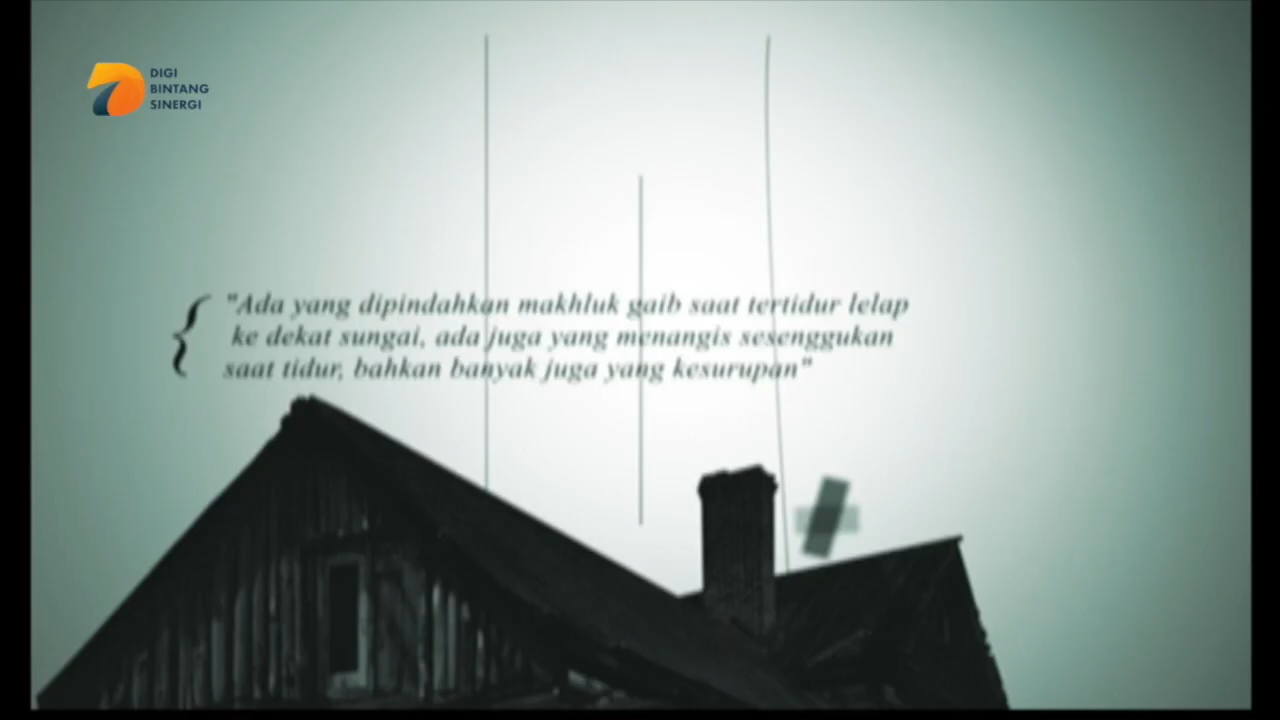 DIGI
BINTANG
SINERGI
"Ada yang dipindahkan makhluk gaib saat tertidur lelap
ke dekat sungai, ada juga yang menangis sesenggukan
saat tidur, bahkan banyak juga yang kesurupan"